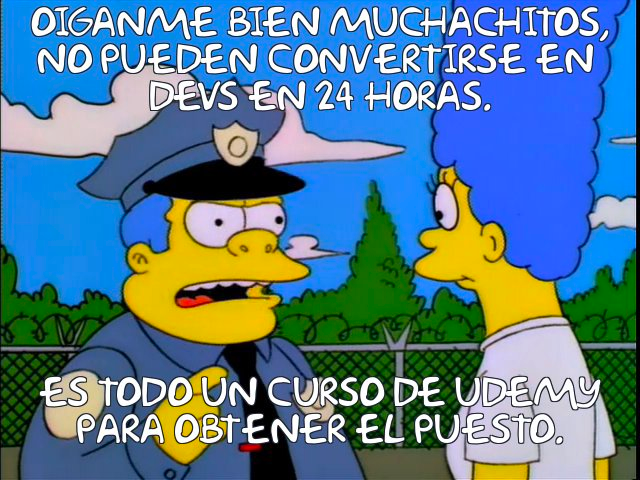 OIGANME BIEN MUCHACHITOS,
NO PUEDEN CONVERTIRSE EN
DEVS EN 24 HORAS.
ES TODO UN CURSO DE UDEMY
PARA OBTENER EL PUESTO.